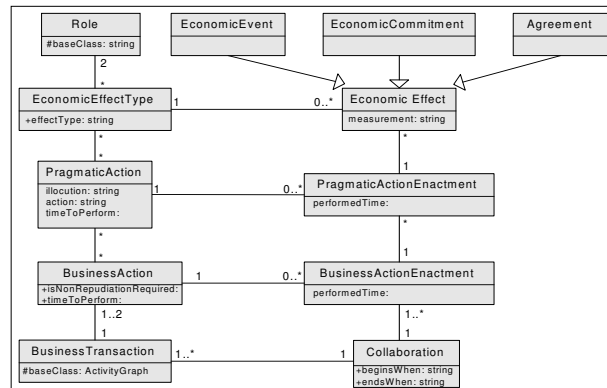 Role
#baseClass: string
EconomicEvent
EconomicCommitment
Agreement
2
*
EconomicEffectType
+effectType: string
1
0..*
Economic Effect
measurement: string
*
*
*
1
PragmaticAction
illocution: string
action: string
timeToPerform:
1
0..*
PragmaticActionEnactment
performedTime:
*
*
*
1
BusinessAction
+isNonRepudiationRequired:
+timeToPerform:
1
0..*
BusinessActionEnactment
performedTime:
1..2
1
1..*
1
BusinessTransaction
#baseClass: ActivityGraph
1..*
1
Collaboration
+beginsWhen: string
+endsWhen: string